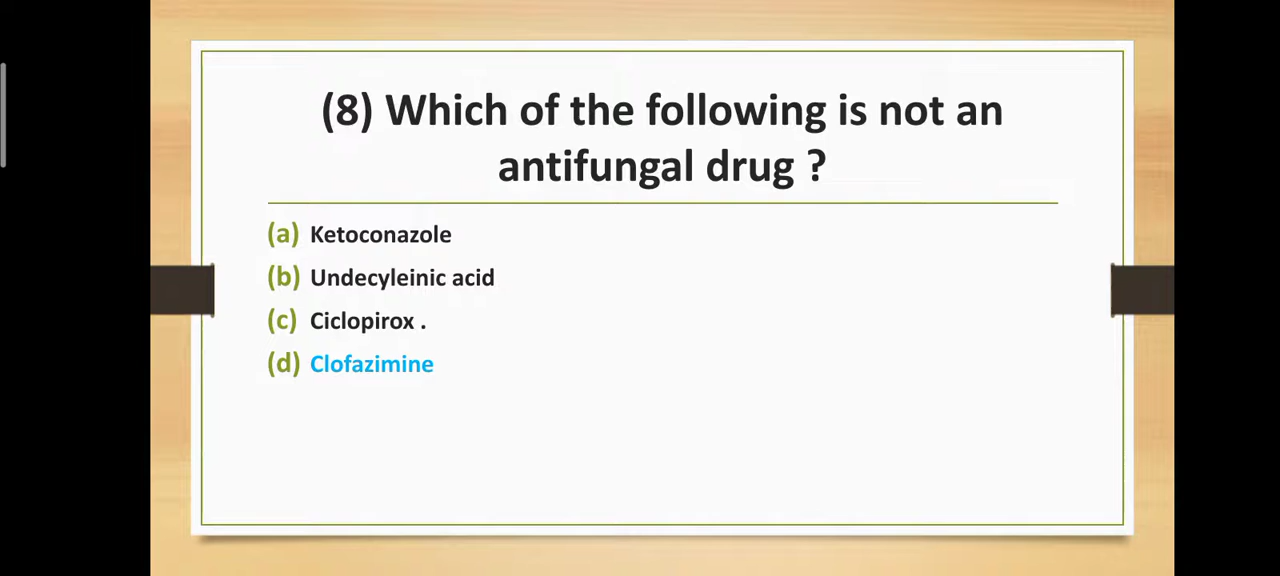 (8) Which of the following is not an
antifungal drug ?
(a) Ketoconazole
(b) Undecyleinic acid
(c) Ciclopirox .
(d) Clofazimine